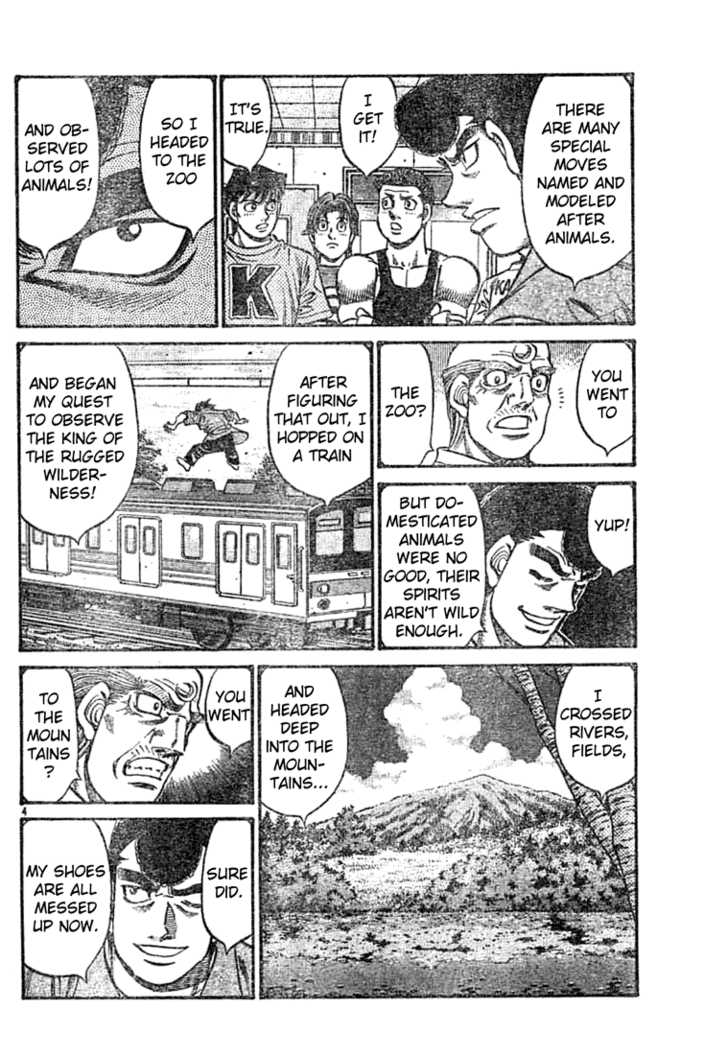 THERE
ARE MANY
SPECIAL
MOVES
NAMED AND
MODELED
AFTER
ANIMALS.
I
GET
IT!
IT'S
TRUE.
K
KA
SO I
HEADED
TO THE
ZOO
AND OB-
SERVED
LOTS OF
ANIMALS!
YOU
WENT
TO
THE
ZOO?
YUP!
BUT DO-
MESTICATED
ANIMALS
WERE NO
GOOD, THEIR
SPIRITS
AREN'T WILD
ENOUGH.
AFTER
FIGURING
THAT OUT, I
HOPPED ON
A TRAIN
AND BEGAN
MY QUEST
TO OBSERVE
THE KING OF
THE RUGGED
WILDER-
NESS!
I
CROSSED
RIVERS,
FIELDS,
AND
HEADED
DEEP
INTO THE
MOUN-
TAINS...
YOU
WENT
TO
THE
MOUN
TAINS
?
4
SURE
DID.
MY SHOES
ARE ALL
MESSED
UP NOW.